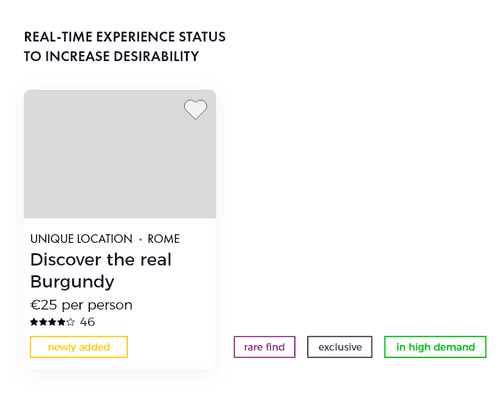 REAL-TIME EXPERIENCE STATUS
TO INCREASE DESIRABILITY
UNIQUE LOCATION • ROME
Discover the real
Burgundy
€25 per person
★★★★☆ 46
newly added
rare find
exclusive
in high demand